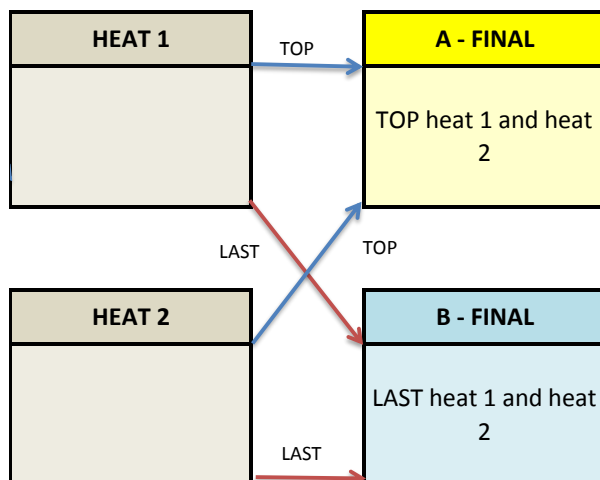 HEAT 1
TOP
A - FINAL
TOP heat 1 and heat
2
LAST
TOP
HEAT 2
B - FINAL
LAST heat 1 and heat
2
LAST